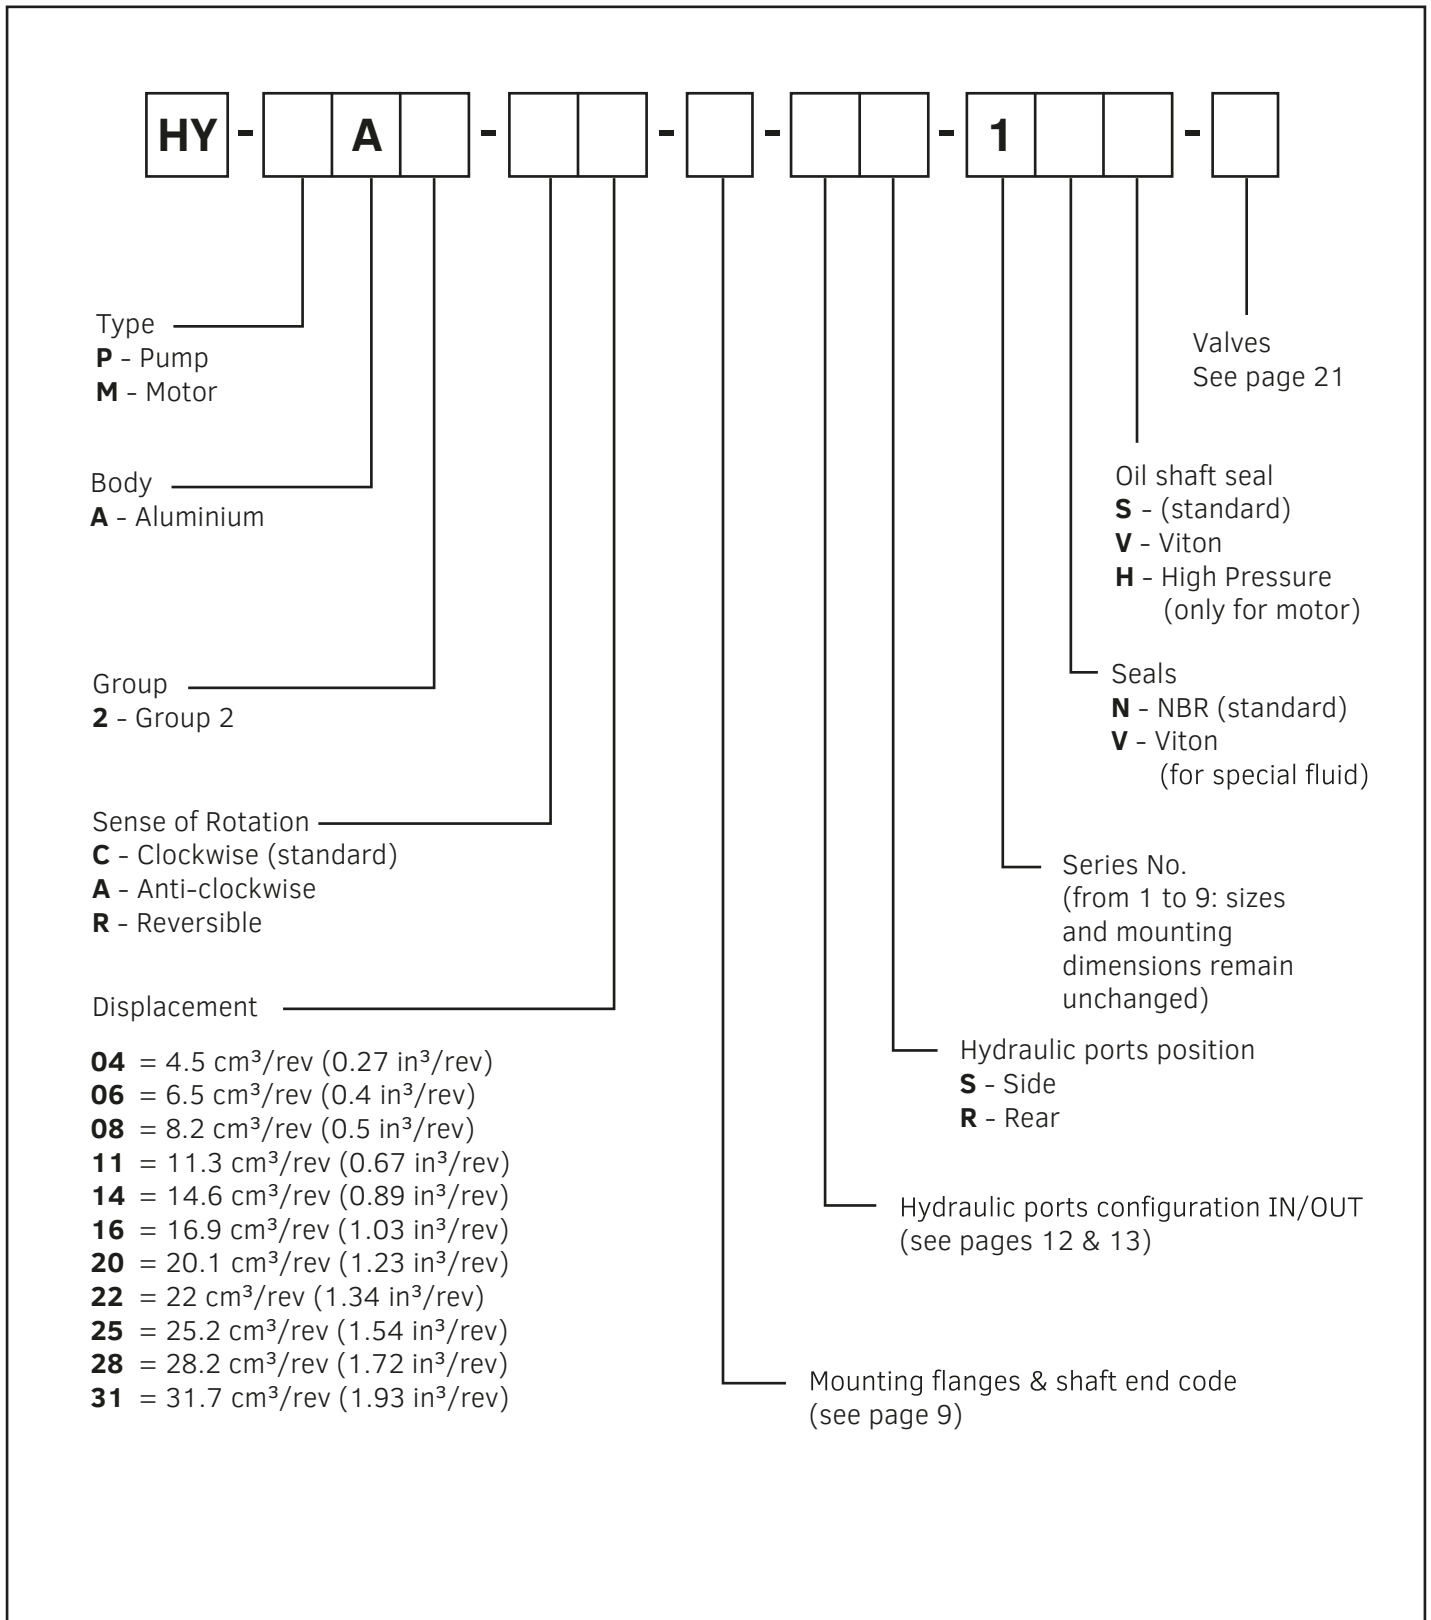 HY - A - - - - 1 -
Type
P - Pump
M - Motor
Body
A - Aluminium
Group
2 - Group 2
Sense of Rotation
C - Clockwise (standard)
A - Anti-clockwise
R - Reversible
Displacement
04 = 4.5 cm³/rev (0.27 in³/rev)
06 = 6.5 cm³/rev (0.4 in³/rev)
08 = 8.2 cm³/rev (0.5 in³/rev)
11 = 11.3 cm³/rev (0.67 in³/rev)
14 = 14.6 cm³/rev (0.89 in³/rev)
16 = 16.9 cm³/rev (1.03 in³/rev)
20 = 20.1 cm³/rev (1.23 in³/rev)
22 = 22 cm³/rev (1.34 in³/rev)
25 = 25.2 cm³/rev (1.54 in³/rev)
28 = 28.2 cm³/rev (1.72 in³/rev)
31 = 31.7 cm³/rev (1.93 in³/rev)
Valves
See page 21
Oil shaft seal
S - (standard)
V - Viton
H - High Pressure
(only for motor)
Seals
N - NBR (standard)
V - Viton
(for special fluid)
Series No.
(from 1 to 9: sizes
and mounting
dimensions remain
unchanged)
Hydraulic ports position
S - Side
R - Rear
Hydraulic ports configuration IN/OUT
(see pages 12 & 13)
Mounting flanges & shaft end code
(see page 9)